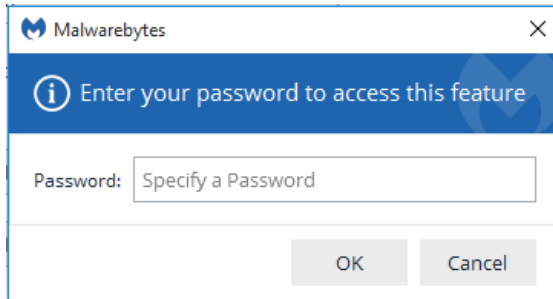 Malwarebytes
Enter your password to access this feature
Password: Specify a Password
OK Cancel